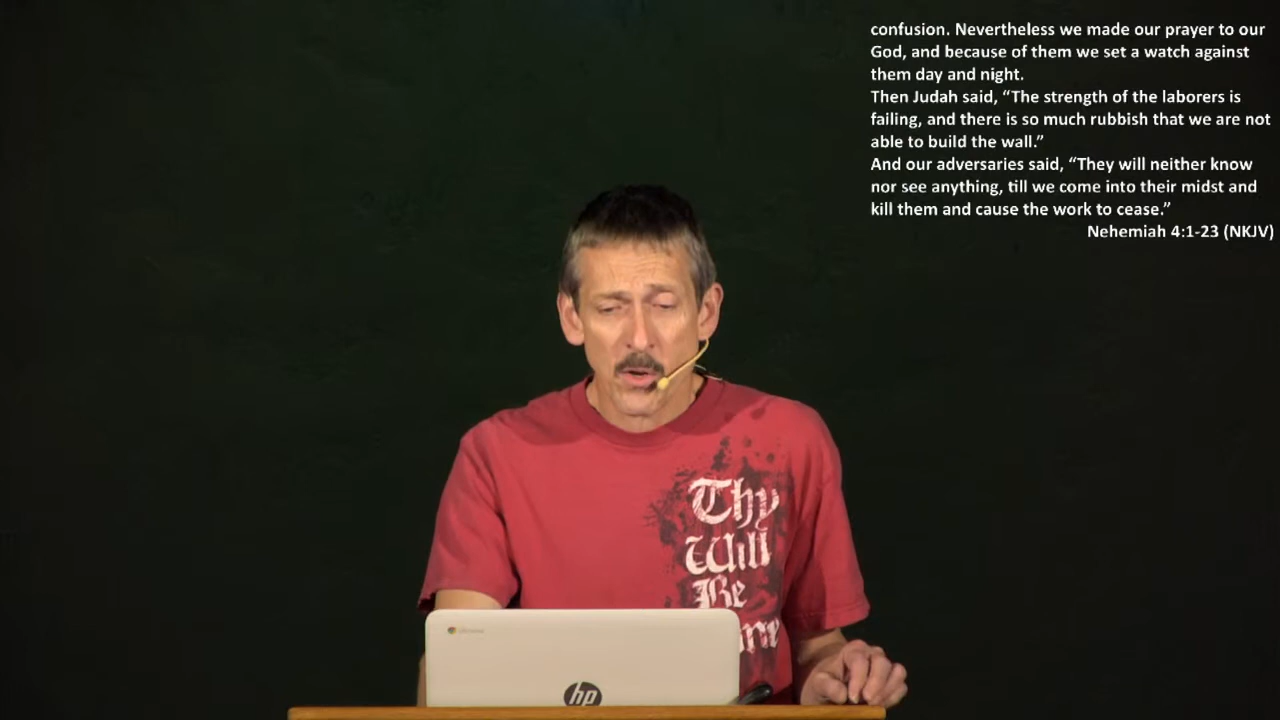 confusion. Nevertheless we made our prayer to our
God, and because of them we set a watch against
them day and night.
Then Judah said, “The strength of the laborers is
failing, and there is so much rubbish that we are not
able to build the wall.”
And our adversaries said, “They will neither know
nor see anything, till we come into their midst and
kill them and cause the work to cease.”
Nehemiah 4:1-23 (NKJV)
Thy
Will
Be
hp